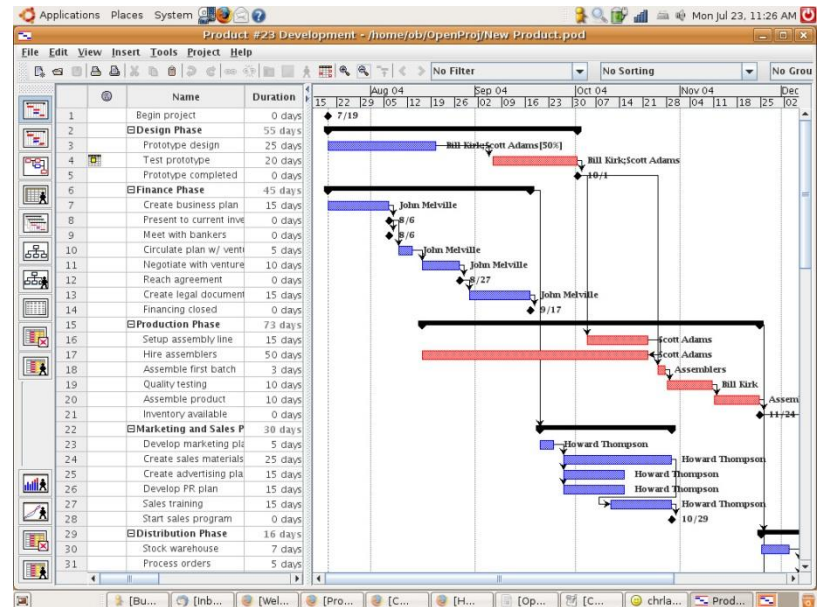 Applications Places System Mon Jul 23, 11:26 AM
Product #23 Development - /home/ob/OpenProj/New Product.pod
File Edit View Insert Tools Project Help
No Filter No Sorting No Grou
Name Duration
Aug 04 Sep 04 Oct 04 Nov 04 Dec
15 22 29 05 12 19 26 02 09 16 23 30 07 14 21 28 04 11 18 25 02
1 Begin project 0 days 7/19
2 Design Phase 55 days
3 Prototype design 25 days Bill Kirk;Scott Adams[50%]
4 Test prototype 20 days Bill Kirk;Scott Adams
5 Prototype completed 0 days 10/1
6 Finance Phase 45 days
7 Create business plan 15 days John Melville
8 Present to current inve 0 days 8/6
9 Meet with bankers 0 days 8/6
10 Circulate plan w/ ventu 5 days John Melville
11 Negotiate with venture 10 days John Melville
12 Reach agreement 0 days 8/27
13 Create legal document 15 days John Melville
14 Financing closed 0 days 9/17
15 Production Phase 73 days
16 Setup assembly line 15 days Scott Adams
17 Hire assemblers 50 days Scott Adams
18 Assemble first batch 3 days Assemblers
19 Quality testing 10 days Bill Kirk
20 Assemble product 10 days Assem
21 Inventory available 0 days 11/24
22 Marketing and Sales P 30 days
23 Develop marketing pla 5 days Howard Thompson
24 Create sales materials 25 days Howard Thompson
25 Create advertising pla 15 days Howard Thompson
26 Develop PR plan 15 days Howard Thompson
27 Sales training 15 days Howard Thompson
28 Start sales program 0 days 10/29
29 Distribution Phase 16 days
30 Stock warehouse 7 days
31 Process orders 5 days
[Bu... [Inb... [Wel... [Pro... [C... [H... [Op... [C... chrla... Prod...